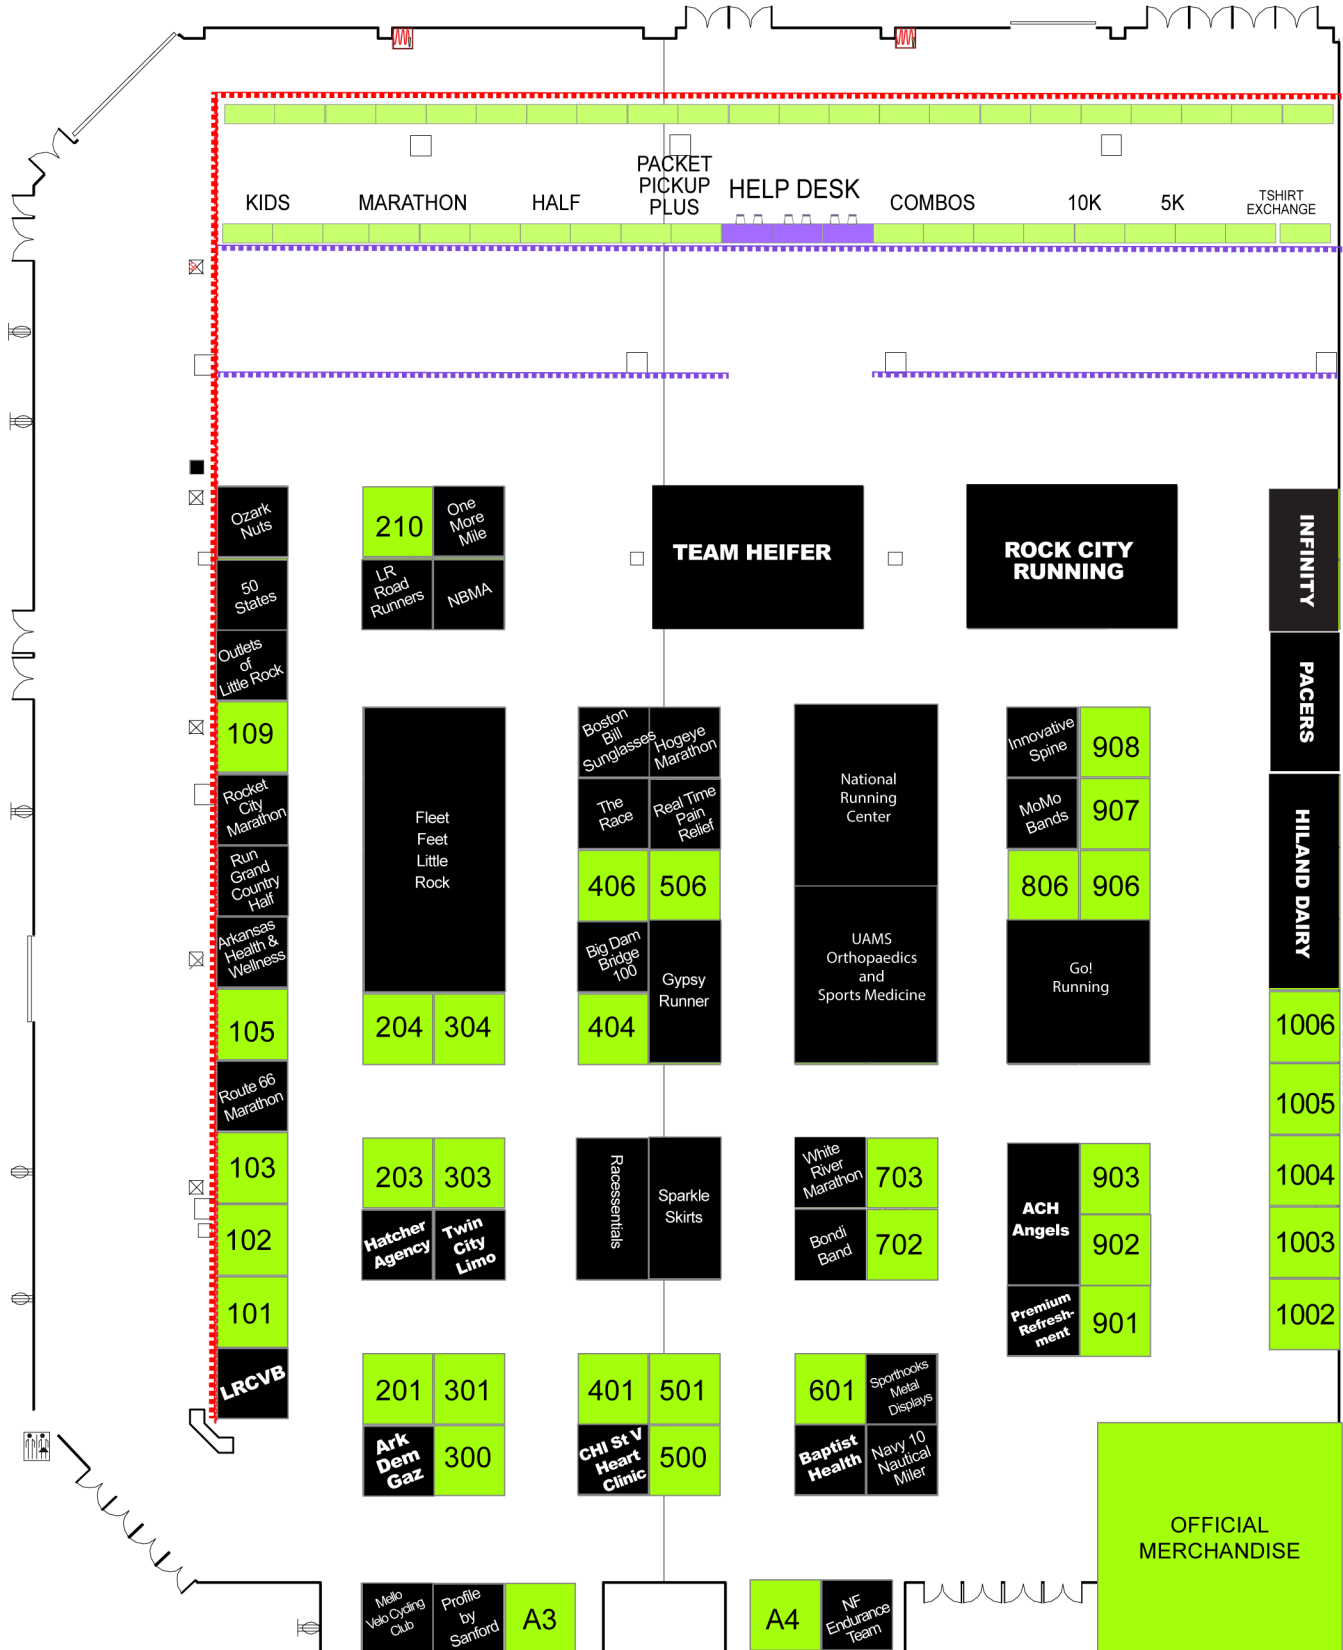 PACKET
PICKUP
PLUS
HELP DESK
KIDS
MARATHON
HALF
COMBOS
10K
5K
TSHIRT
EXCHANGE
Ozark
Nuts
210
One
More
Mile
TEAM HEIFER
ROCK CITY
RUNNING
INFINITY
50
States
LR
Road
Runners
NBMA
Outlets
of
Little Rock
PACERS
109
Fleet
Feet
Little
Rock
Boston
Bill
Sunglasses
Hogeye
Marathon
National
Running
Center
Innovative
Spine
908
Rocket
City
Marathon
The
Race
Real Time
Pain
Relief
MoMo
Bands
907
HILAND DAIRY
Run
Grand
Country
Half
406
506
806
906
Arkansas
Health &
Wellness
Big Dam
Bridge
100
Gypsy
Runner
UAMS
Orthopaedics
and
Sports Medicine
Go!
Running
105
204
304
404
1006
Route 66
Marathon
1005
103
203
303
Racessentials
Sparkle
Skirts
White
River
Marathon
703
ACH
Angels
903
1004
102
Hatcher
Agency
Twin
City
Limo
Bondi
Band
702
902
1003
101
Premium
Refresh-
ment
901
1002
LRCVB
201
301
401
501
601
Sporthooks
Metal
Displays
Ark
Dem
Gaz
300
CHI St V
Heart
Clinic
500
Baptist
Health
Navy 10
Nautical
Miler
OFFICIAL
MERCHANDISE
Mello
Velo Cycling
Club
Profile
by
Sanford
A3
A4
NF
Endurance
Team